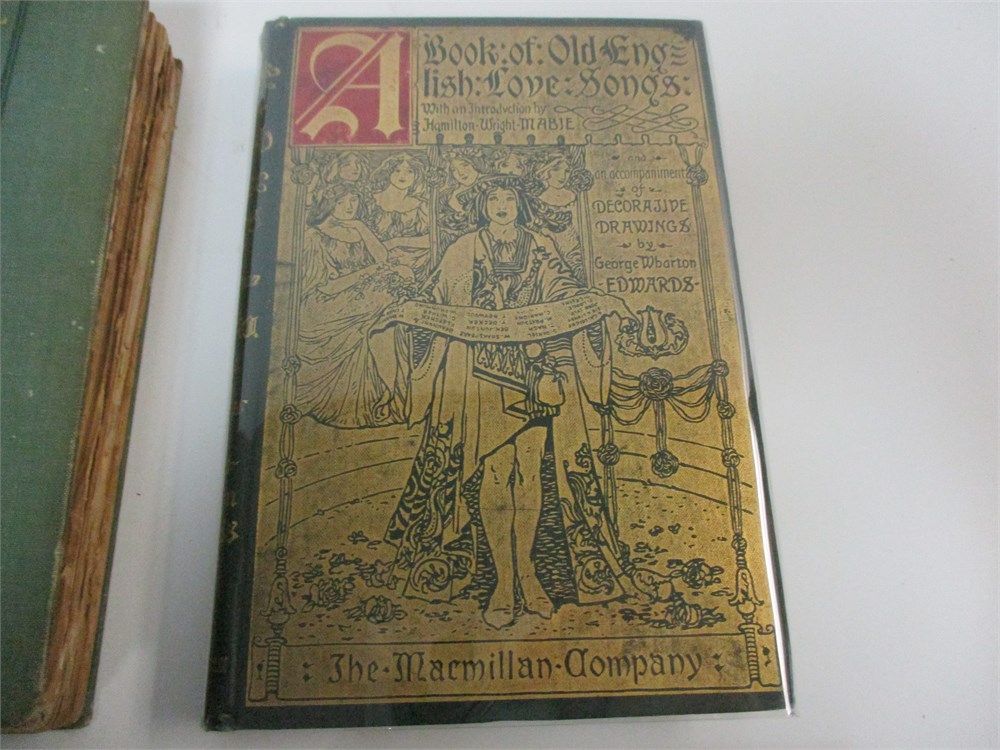 A
Book:of:Old Eng=
lish:Love:Songs:
With an Introduction by
Hamilton·Wright·MABIE
and
an accompaniment
of
DECORATIVE
DRAWINGS
by
George Wharton
EDWARDS·
:The·Macmillan·Company: